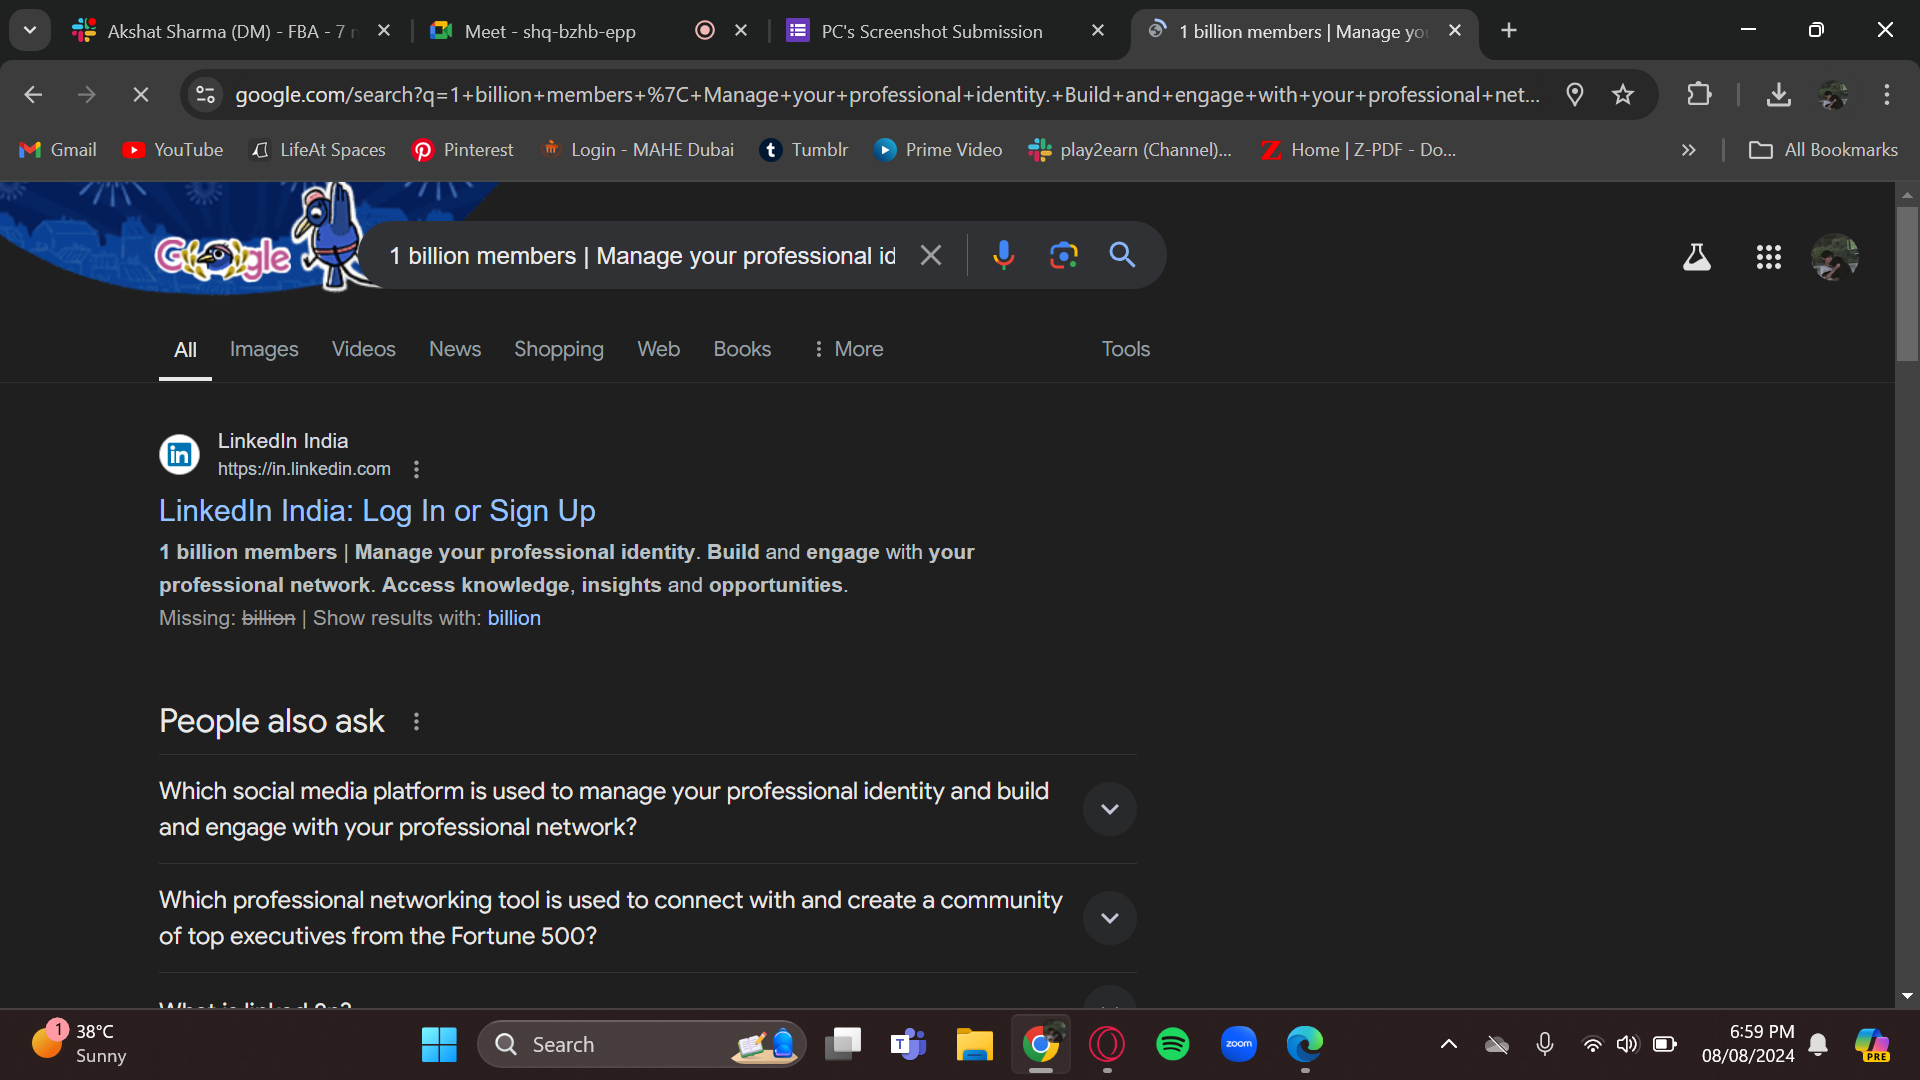 Akshat Sharma (DM) - FBA - 7
Meet - shq-bzhb-epp
PC's Screenshot Submission
1 billion members | Manage yo
google.com/search?q=1+billion+members+%7C+Manage+your+professional+identity.+Build+and+engage+with+your+professional+net...
Gmail
YouTube
LifeAt Spaces
Pinterest
Login - MAHE Dubai
Tumblr
Prime Video
play2earn (Channel)...
Home | Z-PDF - Do...
All Bookmarks
Google
1 billion members | Manage your professional id
All
Images
Videos
News
Shopping
Web
Books
More
Tools
LinkedIn India
https://in.linkedin.com
LinkedIn India: Log In or Sign Up
1 billion members | Manage your professional identity. Build and engage with your
professional network. Access knowledge, insights and opportunities.
Missing: billion | Show results with: billion
People also ask
Which social media platform is used to manage your professional identity and build
and engage with your professional network?
Which professional networking tool is used to connect with and create a community
of top executives from the Fortune 500?
1
38°C
Sunny
Search
zoom
6:59 PM
08/08/2024
PRE